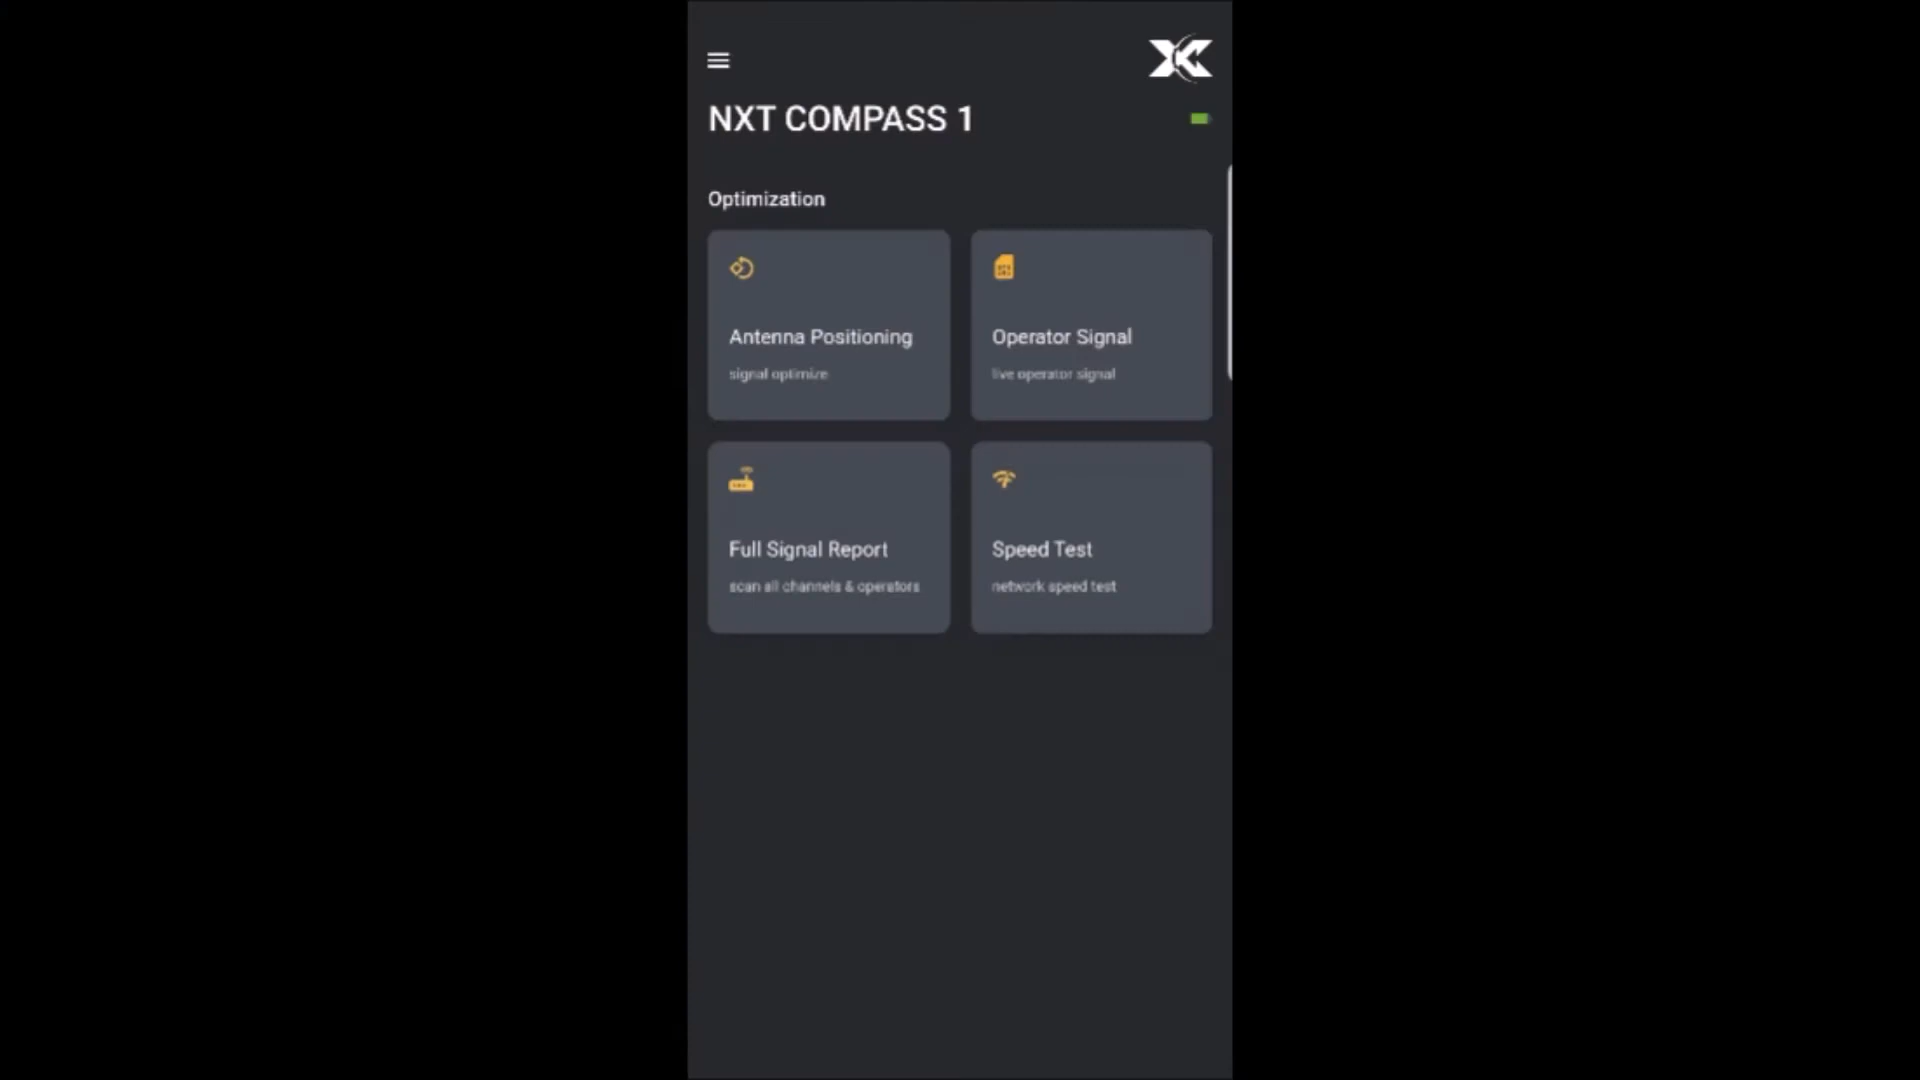 NXT COMPASS 1
Optimization
Antenna Positioning
signal optimize
Operator Signal
live operator signal
Full Signal Report
scan all channels & operators
Speed Test
network speed test